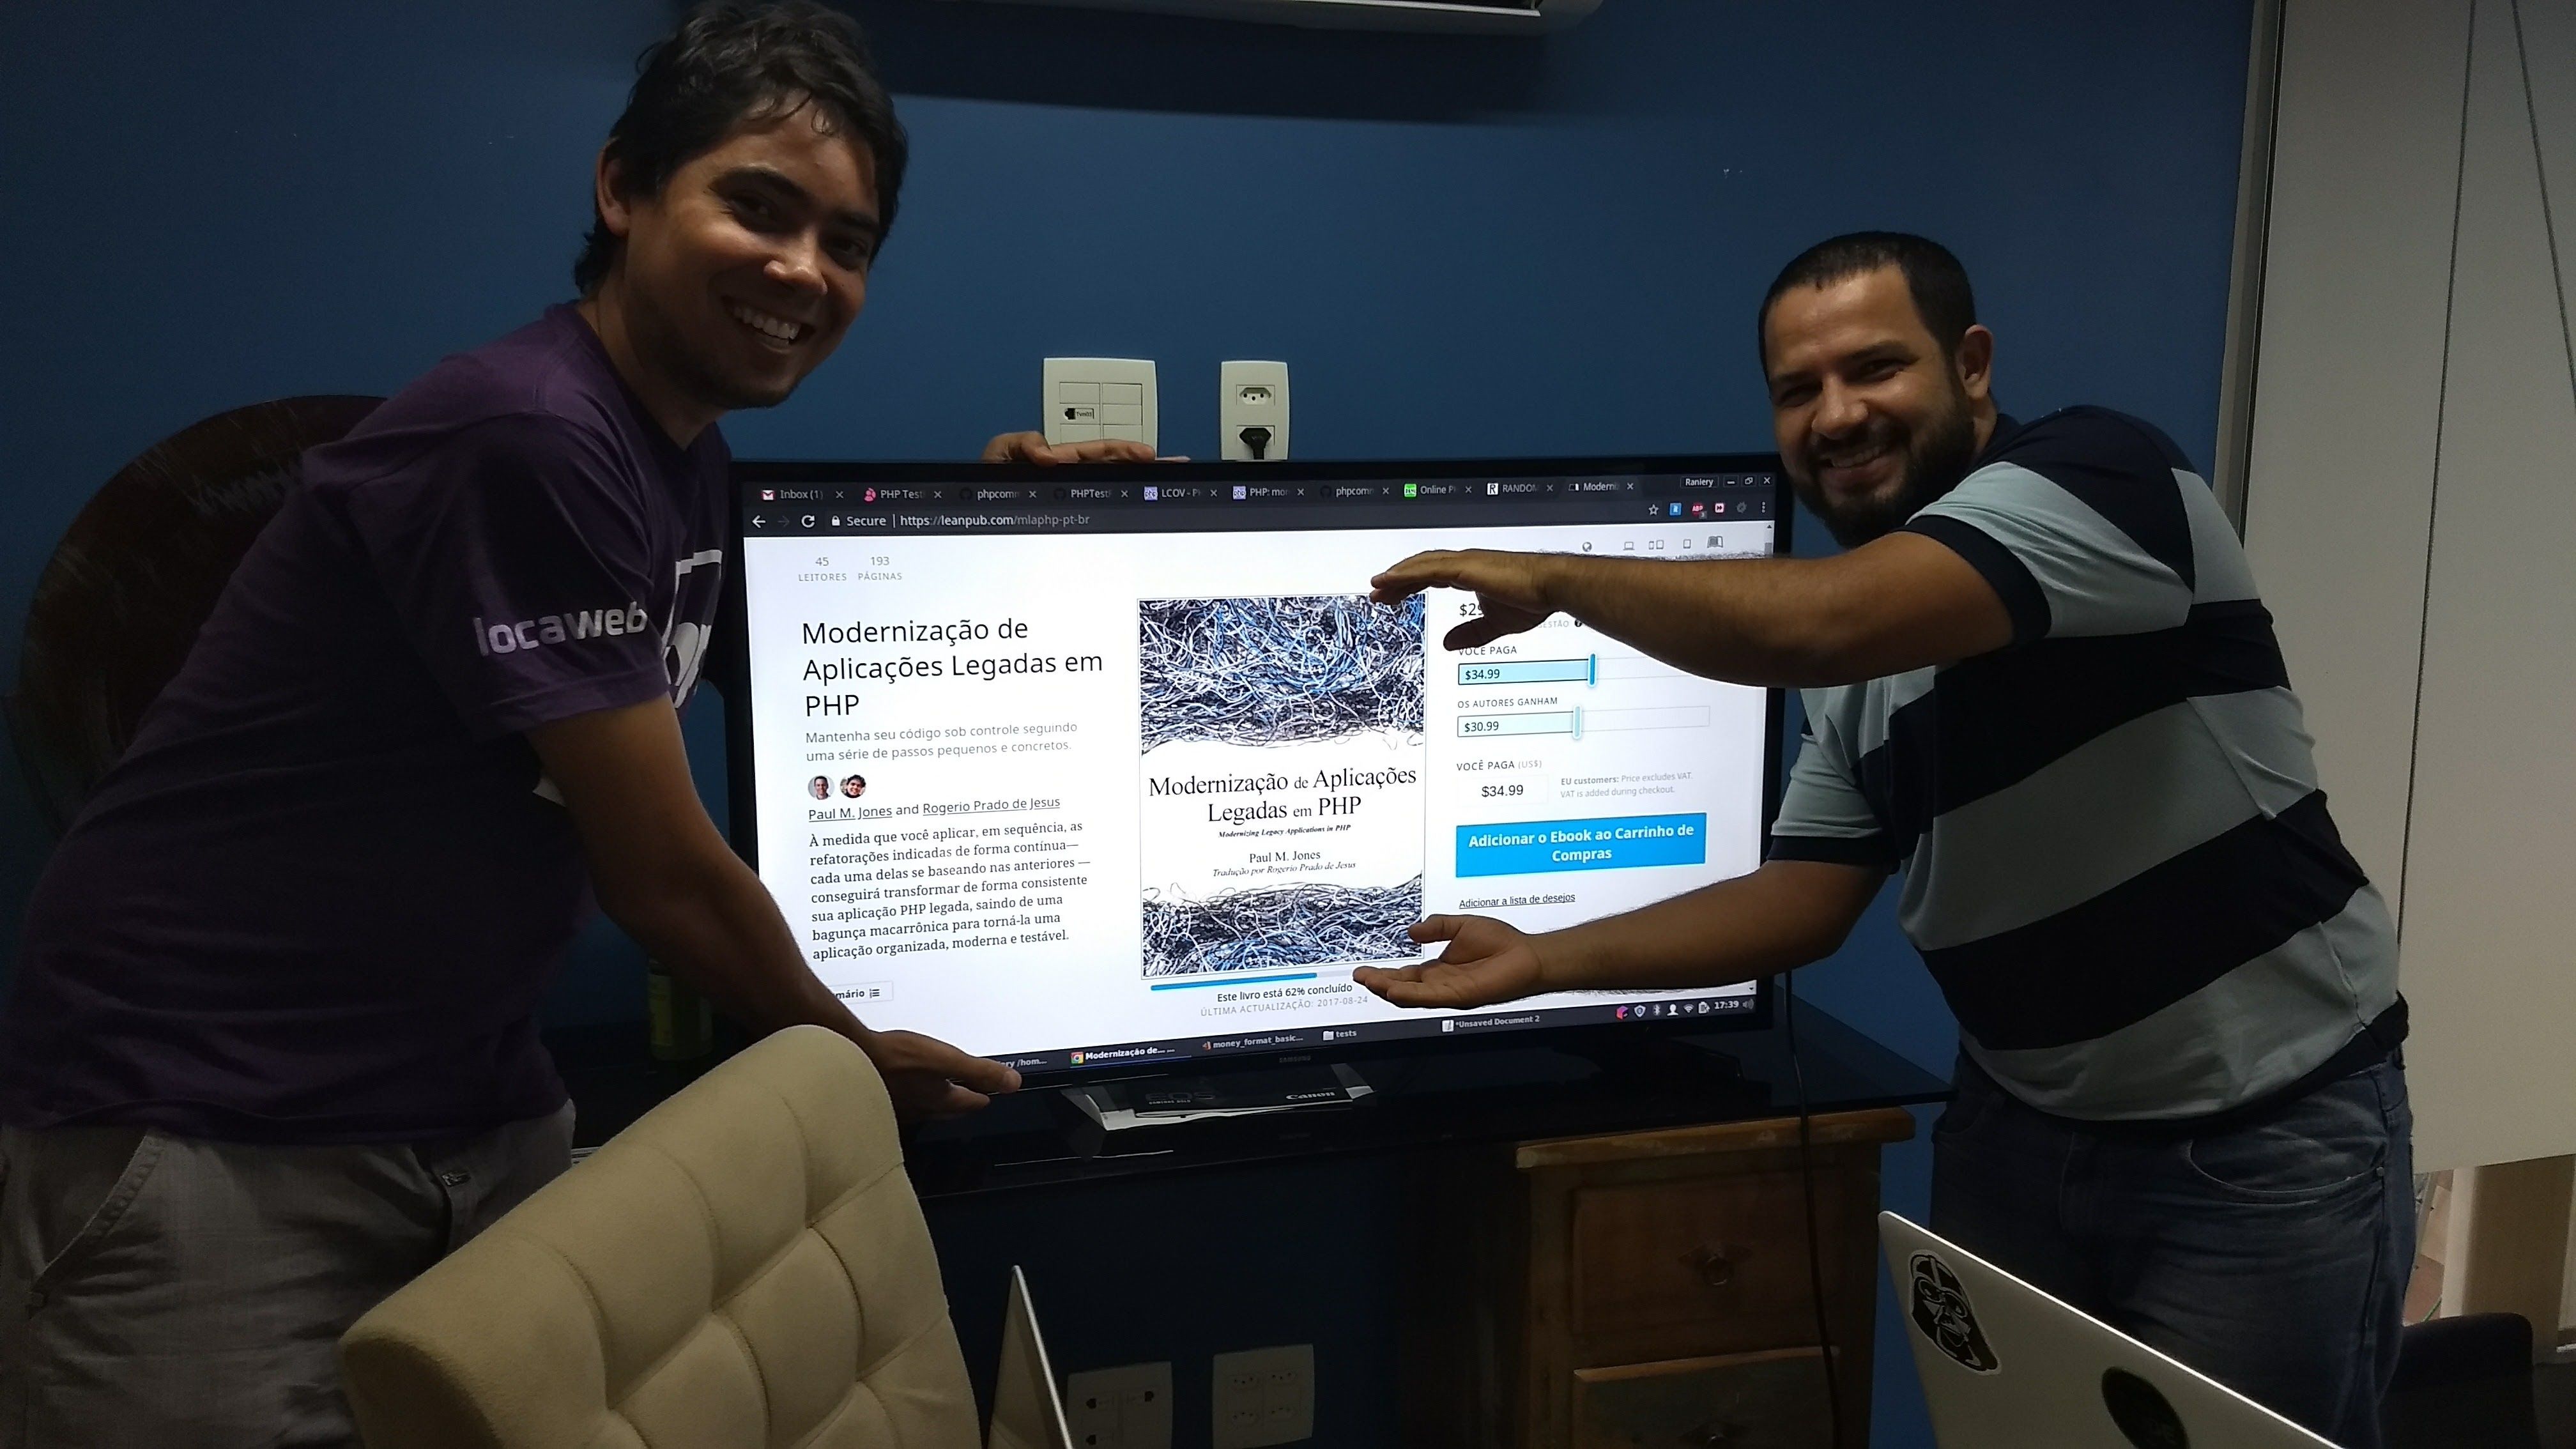 Inbox (1)
PHP Test
phpcomm
PHPTest
LCOV - P
PHP: mo
phpcomm
Online P
RANDOM
Moderni
Raniery
Secure | https://leanpub.com/mlaphp-pt-br
45
193
LEITORES
PÁGINAS
Modernização de
Aplicações Legadas em
PHP
Mantenha seu código sob controle seguindo
uma série de passos pequenos e concretos.
Paul M. Jones and Rogerio Prado de Jesus
À medida que você aplicar, em sequência, as
refatorações indicadas de forma contínua—
cada uma delas se baseando nas anteriores —
conseguirá transformar de forma consistente
sua aplicação PHP legada, saindo de uma
bagunça macarrônica para torná-la uma
aplicação organizada, moderna e testável.
mário
Modernização de Aplicações
Legadas em PHP
Modernizing Legacy Applications in PHP
Paul M. Jones
Tradução por Rogerio Prado de Jesus
Este livro está 62% concluído
ÚLTIMA ACTUALIZAÇÃO: 2017-08-24
VOCÊ PAGA
$34.99
OS AUTORES GANHAM
$30.99
VOCÊ PAGA (US$)
$34.99
EU customers: Price excludes VAT.
VAT is added during checkout.
Adicionar o Ebook ao Carrinho de
Compras
Adicionar a lista de desejos
ery /hom...
Modernização de... ...
money_format_basic...
tests
*Unsaved Document 2
17:39
SAMSUNG
Canon
locaweb